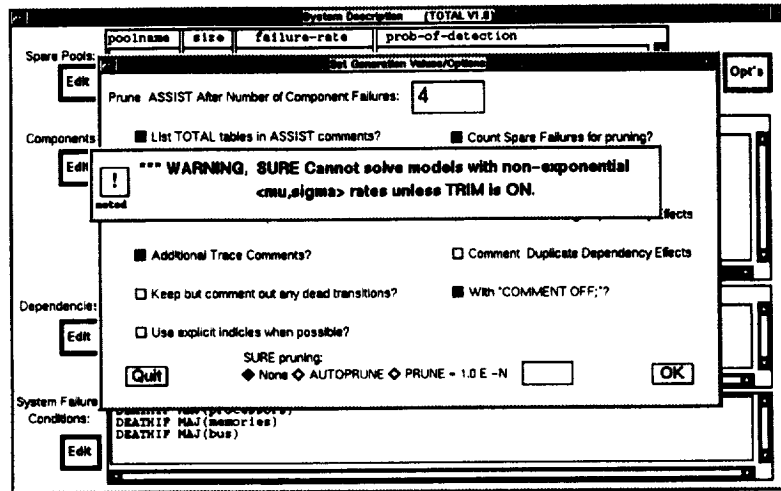 System Description (TOTAL V1.8)
poolname size failure-rate prob-of-detection
Spare Pools:
Edit
Opt's
Set Generation Values/Options
Prune ASSIST After Number of Component Failures: 4
Components
Edit
List TOTAL tables in ASSIST comments?
Count Spare Failures for pruning?
*** WARNING, SURE Cannot solve models with non-exponential
<mu,sigma> rates unless TRIM is ON.
!
noted
Effects
Additional Trace Comments?
Comment Duplicate Dependency Effects
Keep but comment out any dead transitions?
With "COMMENT OFF;"?
Dependencies
Edit
Use explicit indicies when possible?
SURE pruning:
None AUTOPRUNE PRUNE = 1.0 E -N
Quit
OK
System Failure
Conditions:
Edit
DEATHIF MAJ(processors)
DEATHIF MAJ(memories)
DEATHIF MAJ(bus)